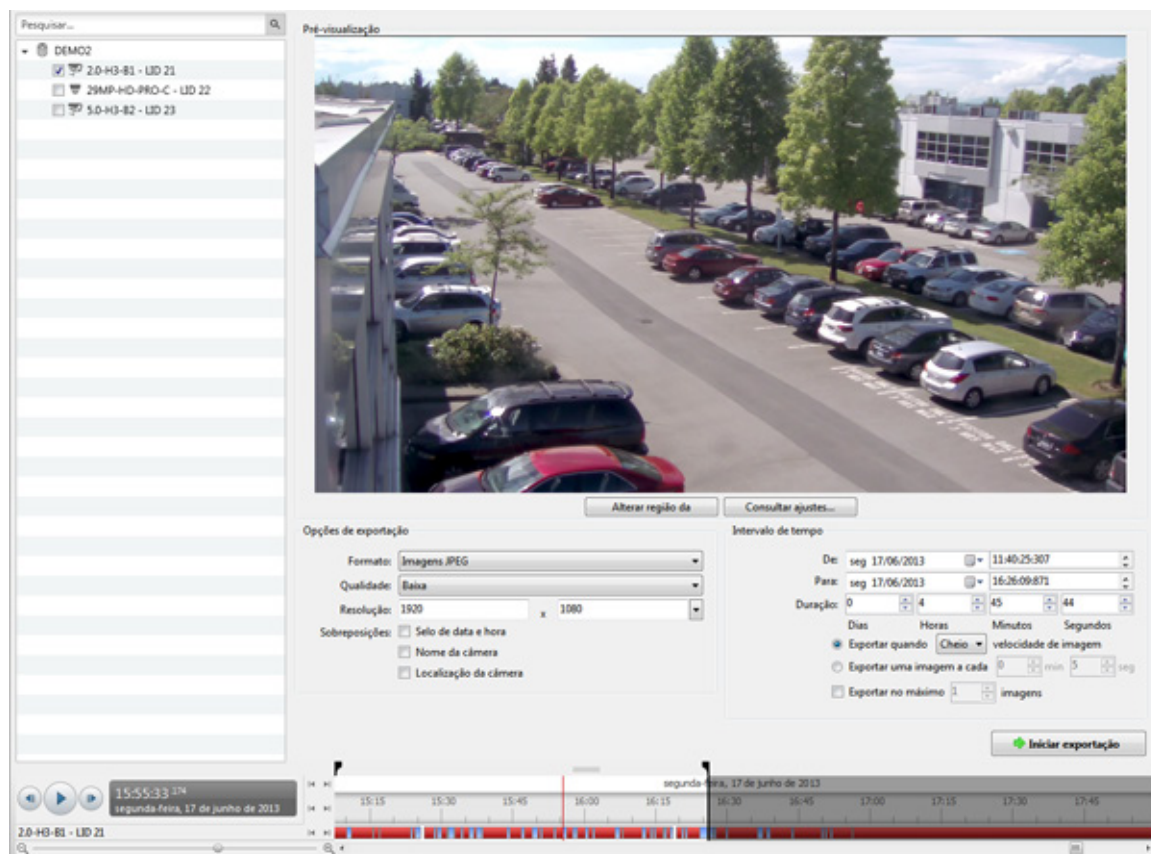 Pesquisar...
DEMO2
2.0-H3-B1 - LID 21
29MP-HD-PRO-C - LID 22
5.0-H3-B2 - LID 23
Pré-visualização
Alterar região da
Consultar ajustes...
Opções de exportação
Formato: Imagens JPEG
Qualidade: Baixa
Resolução: 1920 x 1080
Sobreposições: Selo de data e hora
Nome da câmera
Localização da câmera
Intervalo de tempo
De: seg 17/06/2013 11:40:25:307
Para: seg 17/06/2013 16:26:09:871
Duração: 0 4 45 44
Dias Horas Minutos Segundos
Exportar quando Cheio velocidade de imagem
Exportar uma imagem a cada 0 min 5 seg
Exportar no máximo 1 imagens
Iniciar exportação
15:55:33.174
segunda-feira, 17 de junho de 2013
segunda-feira, 17 de junho de 2013
15:15 15:30 15:45 16:00 16:15 16:30 16:45 17:00 17:15 17:30 17:45
2.0-H3-B1 - LID 21